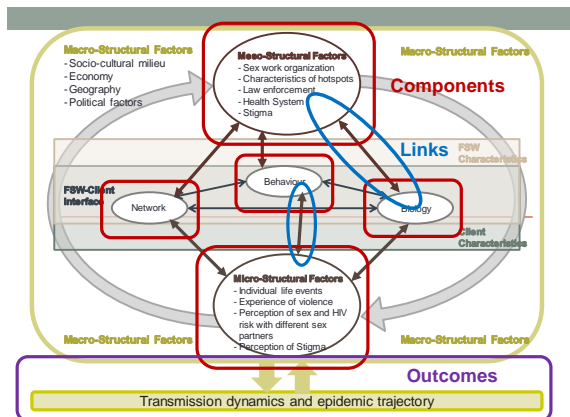 Macro-Structural Factors
- Socio-cultural milieu
- Economy
- Geography
- Political factors
Meso-Structural Factors
- Sex work organization
- Characteristics of hotspots
- Law enforcement
- Health System
- Stigma
Macro-Structural Factors
Components
Links
FSW
Characteristics
Behaviour
FSW-Client
Interface
Network
Biology
Client
Characteristics
Micro-Structural Factors
- Individual life events
- Experience of violence
- Perception of sex and HIV
risk with different sex
partners
- Perception of Stigma
Macro-Structural Factors
Macro-Structural Factors
Outcomes
Transmission dynamics and epidemic trajectory